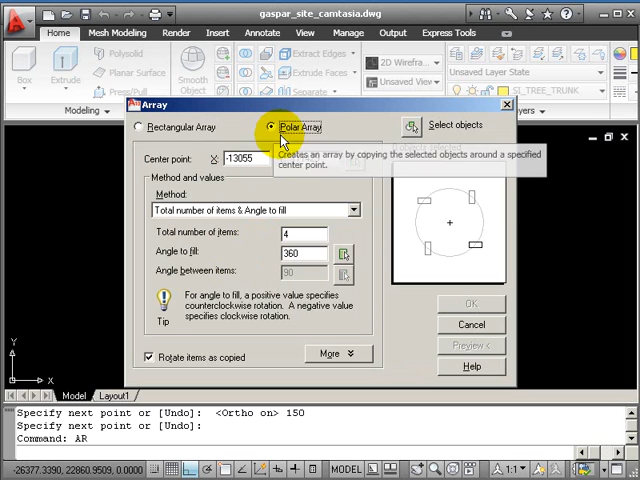 gaspar_site_camtasia.dwg
Home
Mesh Modeling
Render
Insert
Annotate
View
Manage
Output
Express Tools
Box
Extrude
Polysolid
Planar Surface
Smooth
Object
Extract Edges
Extrude Faces
2D Wirefram
Unsaved View
Unsaved Layer State
SI_TREE_TRUNK
Modeling
yers
Array
Rectangular Array
Polar Array
Select objects
0 objects selected
Creates an array by copying the selected objects around a specified
center point.
Center point:
X:
-13055
Method and values
Method:
Total number of items & Angle to fill
Total number of items:
4
Angle to fill:
360
Angle between items:
90
For angle to fill, a positive value specifies
counterclockwise rotation. A negative value
specifies clockwise rotation.
Tip
Rotate items as copied
More
OK
Cancel
Preview <
Help
Y
X
Model
Layout1
Specify next point or [Undo]: <Ortho on> 150
Specify next point or [Undo]:
Command: AR
-26377.3390, 22860.9509, 0.0000
MODEL
1:1